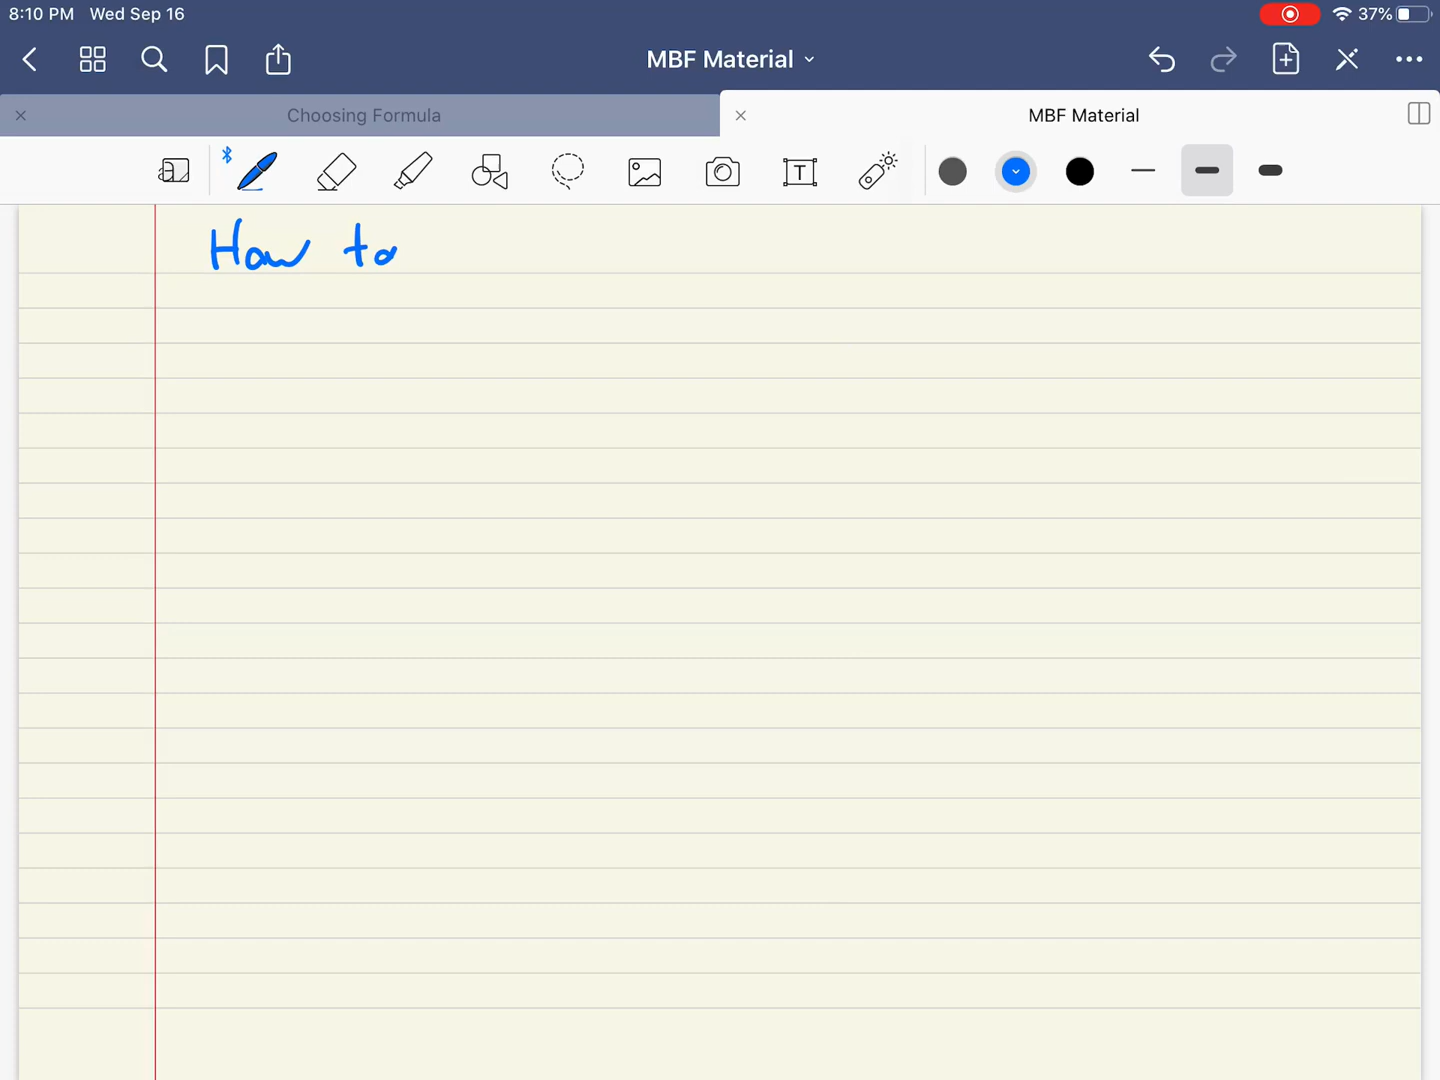 8:10 PM Wed Sep 16 37%
MBF Material
Choosing Formula MBF Material
How to